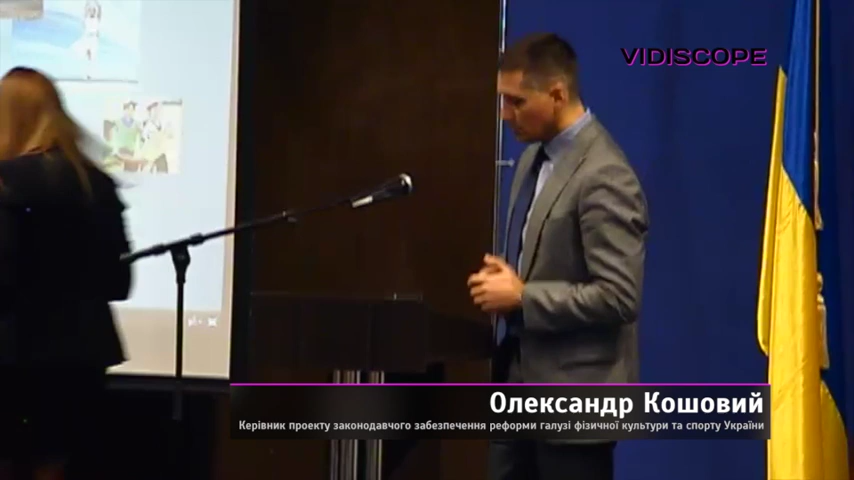 VIDISCOPE
Олександр Кошовий
Керівник проекту законодавчого забезпечення реформи галузі фізичної культури та спорту України